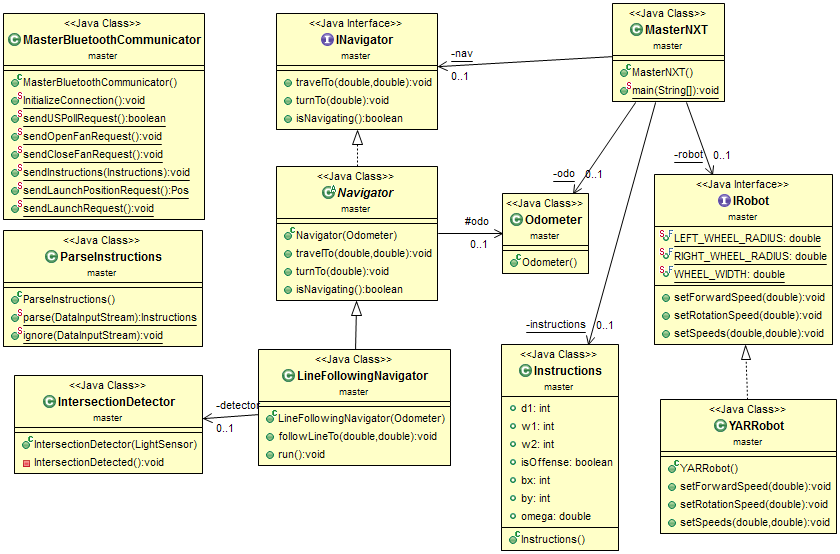 <<Java Class>>
MasterBluetoothCommunicator
master
MasterBluetoothCommunicator()
InitializeConnection():void
sendUSPollRequest():boolean
sendOpenFanRequest():void
sendCloseFanRequest():void
sendInstructions(Instructions):void
sendLaunchPositionRequest():Pos
sendLaunchRequest():void
<<Java Interface>>
INavigator
master
travelTo(double,double):void
turnTo(double):void
isNavigating():boolean
-nav
0..1
<<Java Class>>
MasterNXT
master
MasterNXT()
main(String[]):void
-odo
0..1
-robot
0..1
-instructions
0..1
<<Java Class>>
Navigator
master
Navigator(Odometer)
travelTo(double,double):void
turnTo(double):void
isNavigating():boolean
#odo
0..1
<<Java Class>>
Odometer
master
Odometer()
<<Java Interface>>
IRobot
master
LEFT_WHEEL_RADIUS: double
RIGHT_WHEEL_RADIUS: double
WHEEL_WIDTH: double
setForwardSpeed(double):void
setRotationSpeed(double):void
setSpeeds(double,double):void
<<Java Class>>
ParseInstructions
master
ParseInstructions()
parse(DataInputStream):Instructions
ignore(DataInputStream):void
<<Java Class>>
IntersectionDetector
master
IntersectionDetector(LightSensor)
IntersectionDetected():void
-detector
0..1
<<Java Class>>
LineFollowingNavigator
master
LineFollowingNavigator(Odometer)
followLineTo(double,double):void
run():void
<<Java Class>>
Instructions
master
d1: int
w1: int
w2: int
isOffense: boolean
bx: int
by: int
omega: double
Instructions()
<<Java Class>>
YARRobot
master
YARRobot()
setForwardSpeed(double):void
setRotationSpeed(double):void
setSpeeds(double,double):void